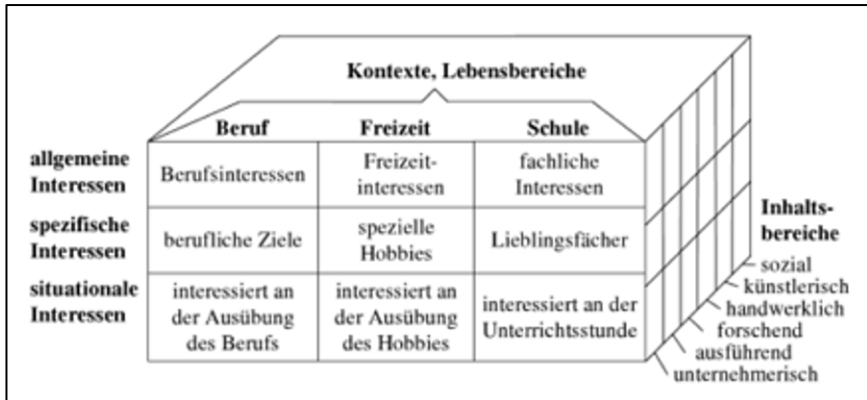 Kontexte, Lebensbereiche
Beruf
Freizeit
Schule
allgemeine
Interessen
Berufsinteressen
Freizeit-
interessen
fachliche
Interessen
spezifische
Interessen
berufliche Ziele
spezielle
Hobbies
Lieblingsfächer
situationale
Interessen
interessiert an
der Ausübung
des Berufs
interessiert an
der Ausübung
des Hobbies
interessiert an der
Unterrichtsstunde
Inhalts-
bereiche
sozial
künstlerisch
handwerklich
forschend
ausführend
unternehmerisch